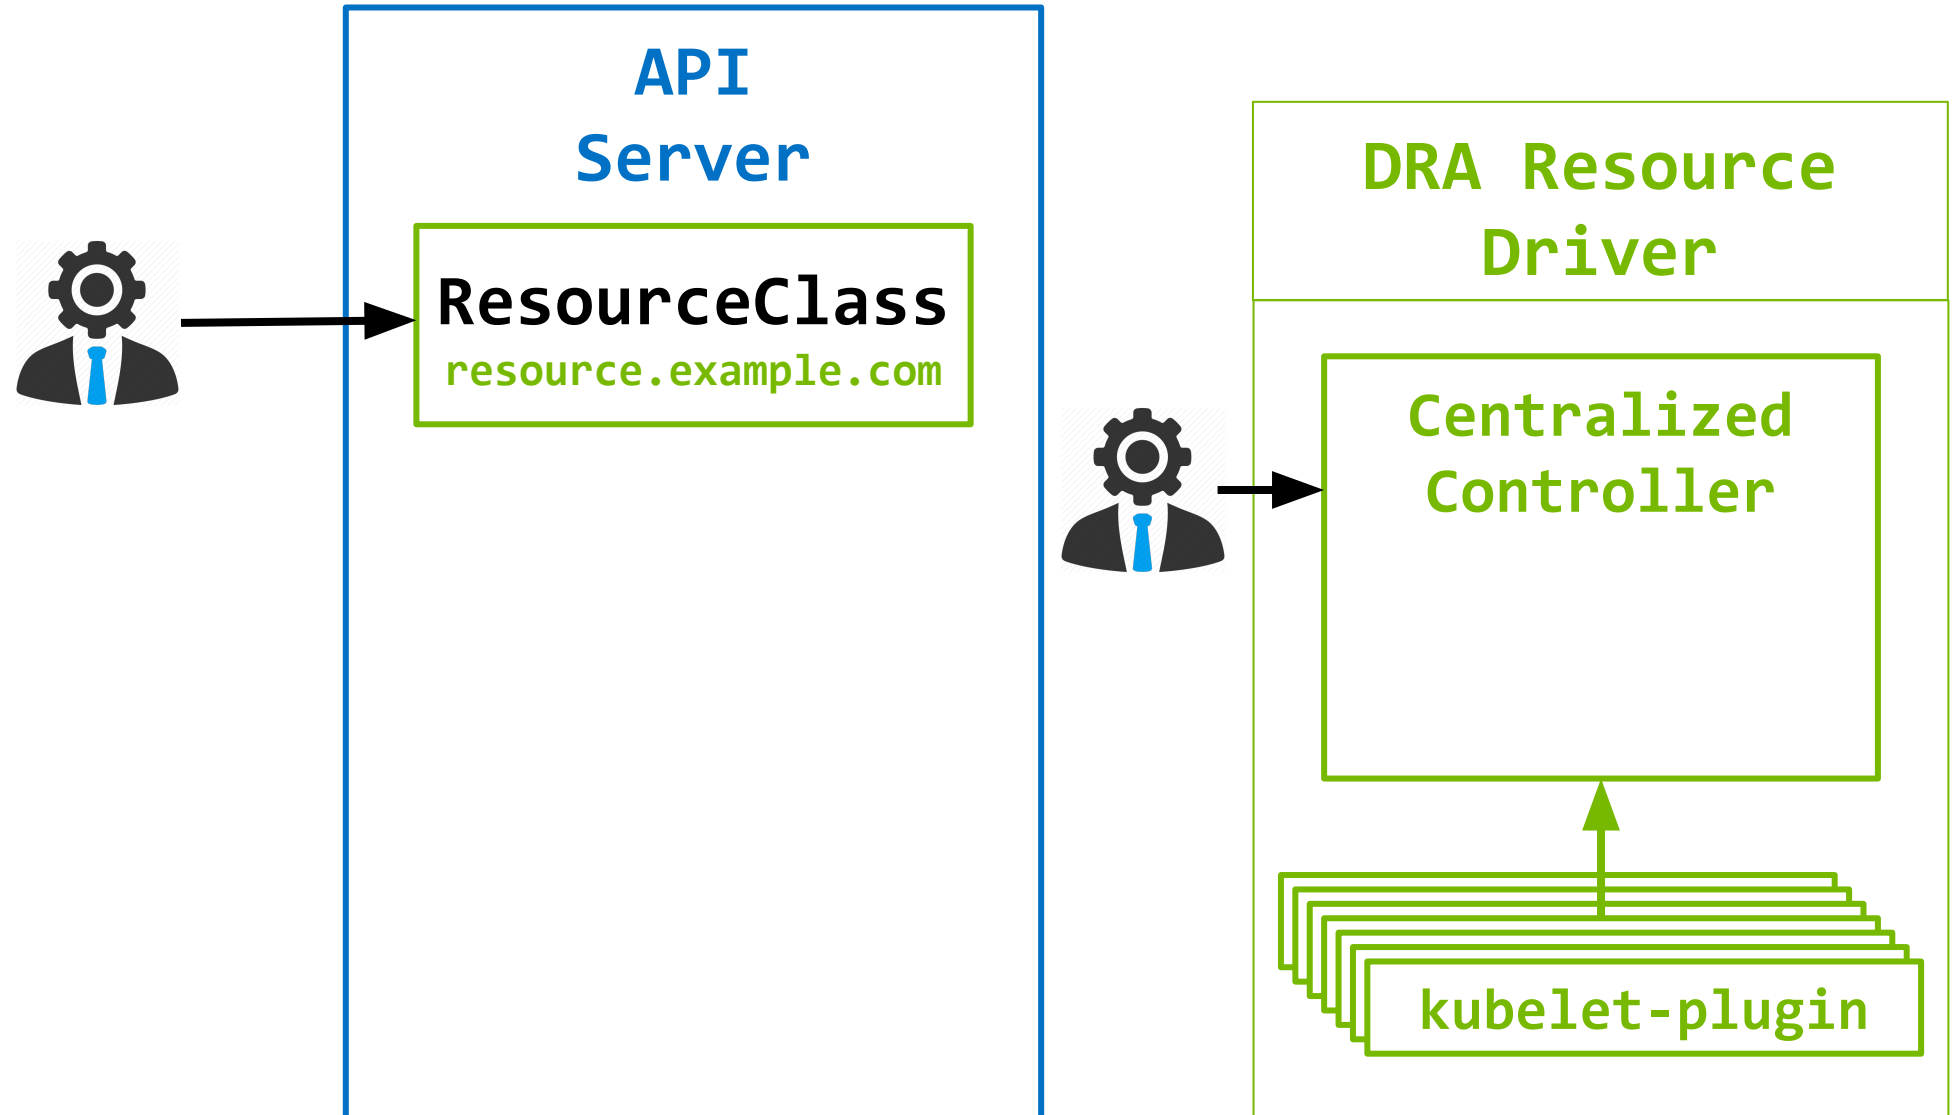 API
Server
ResourceClass
resource.example.com
DRA Resource
Driver
Centralized
Controller
kubelet-plugin